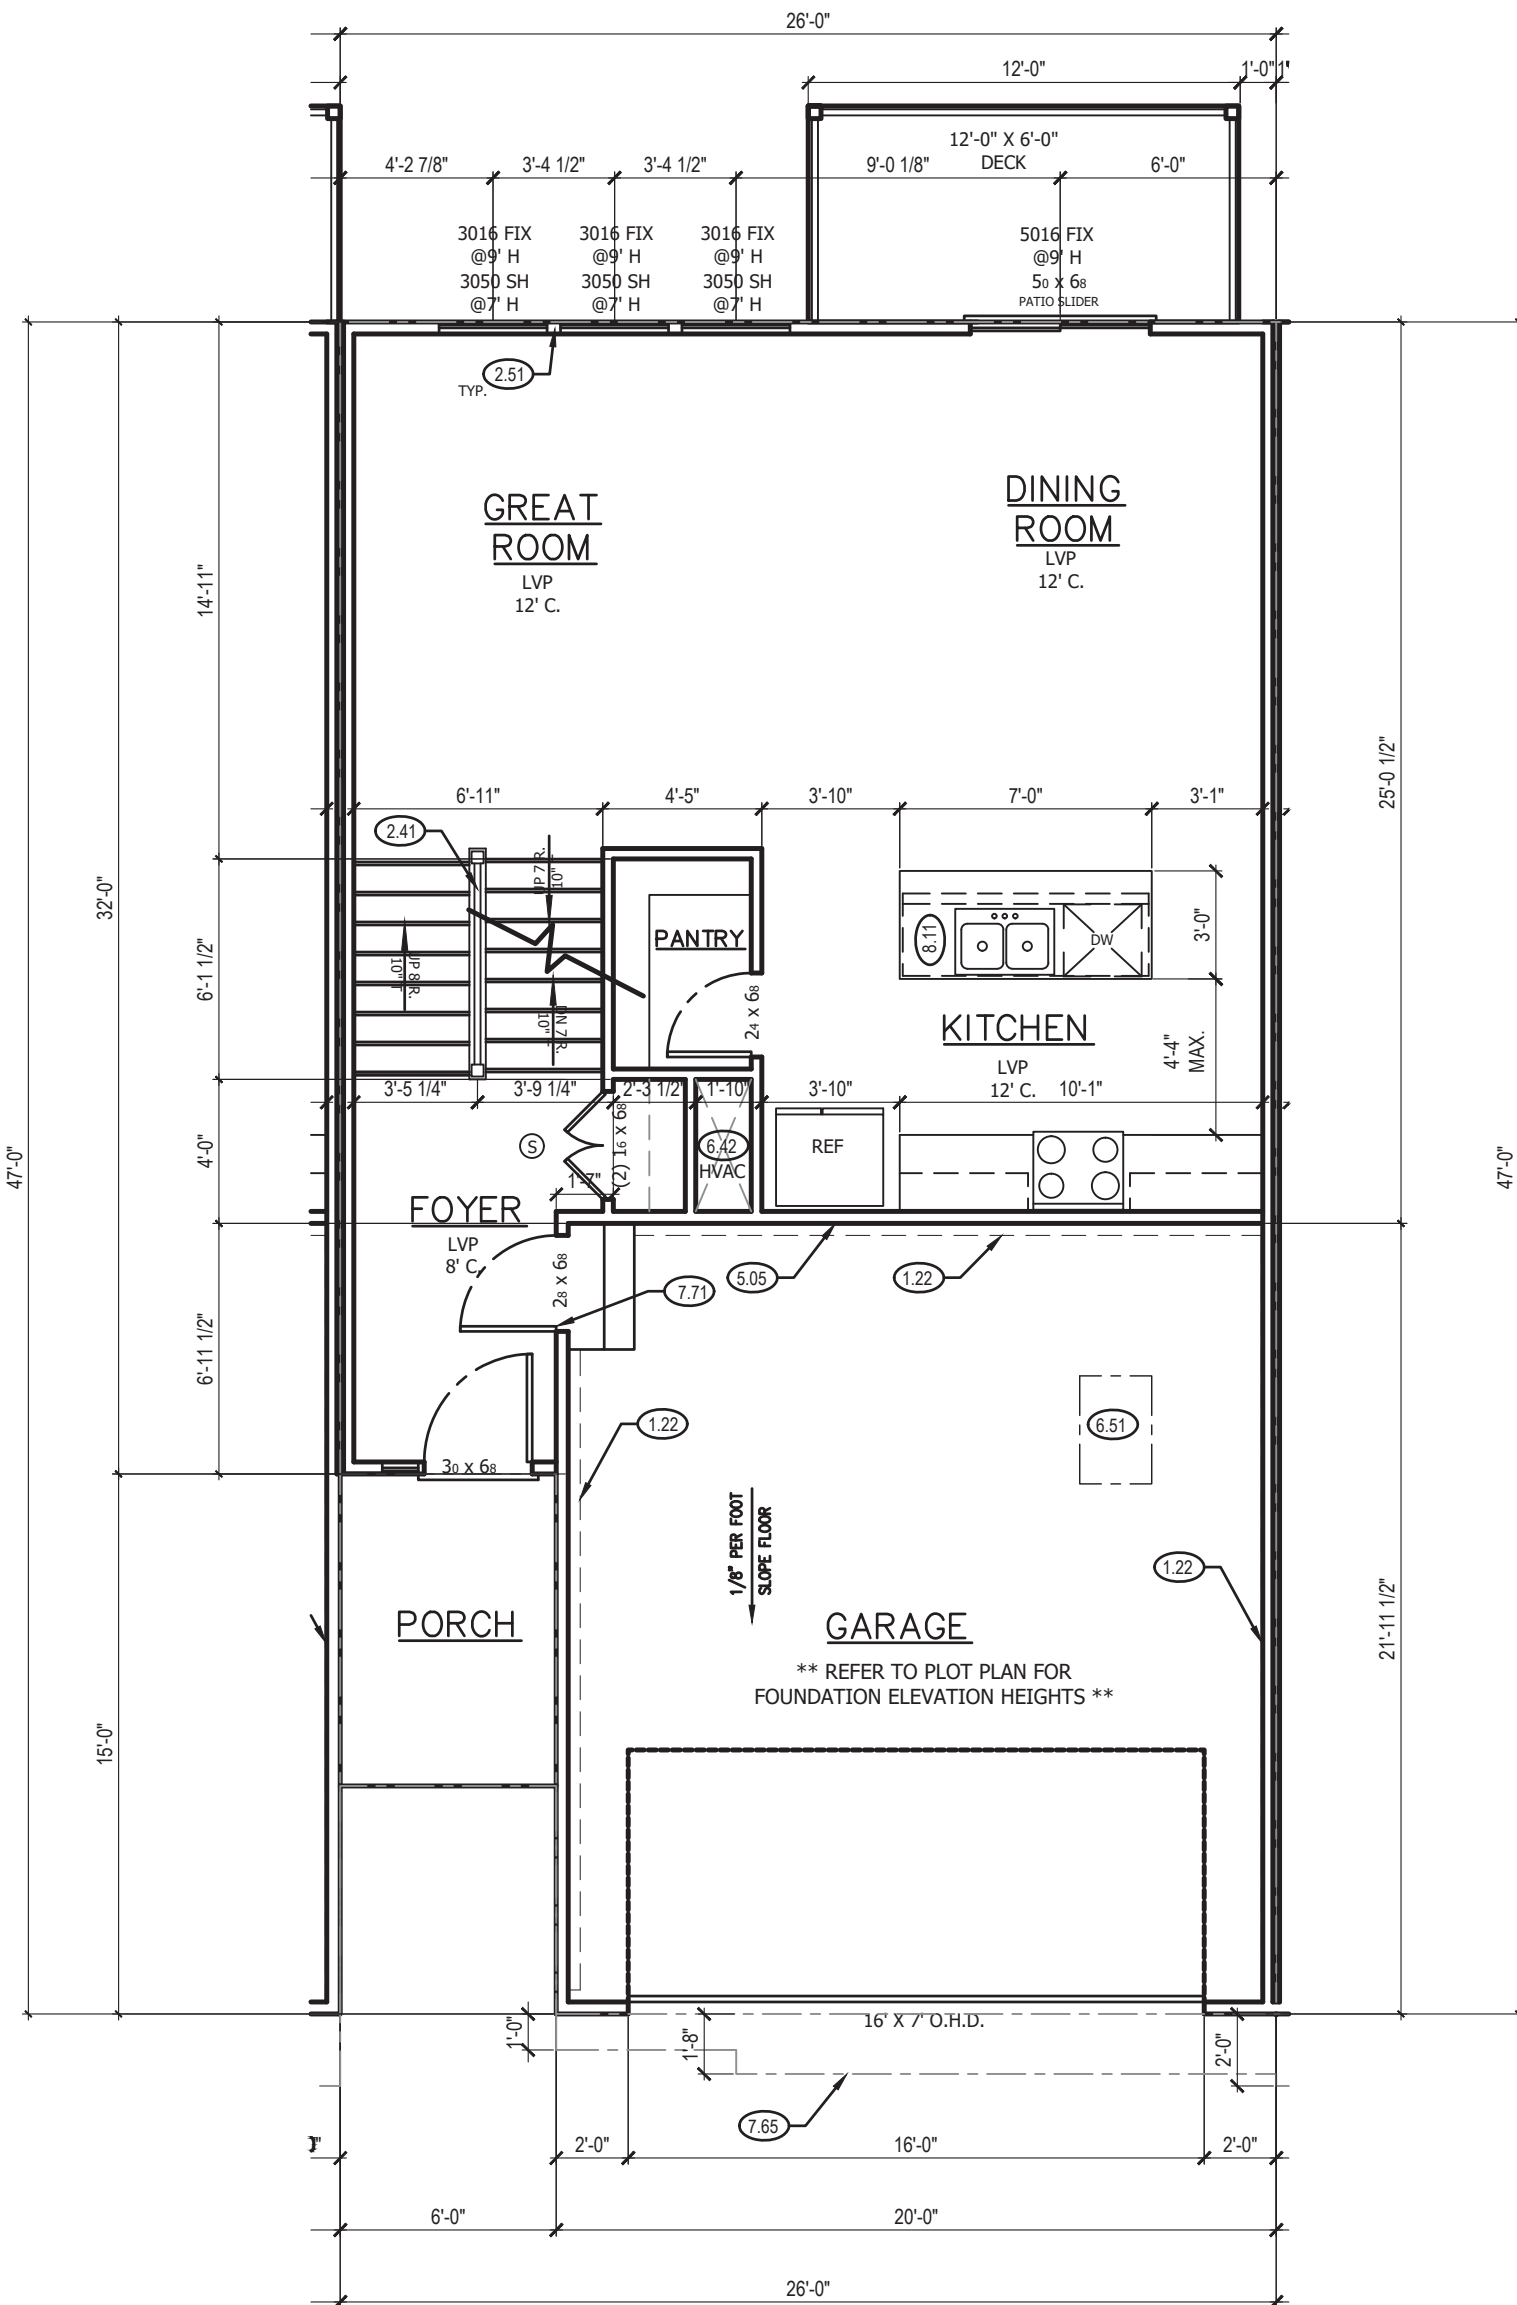 26'-0"
12'-0"
1'-0"
1'
12'-0" X 6'-0"
DECK
4'-2 7/8"
3'-4 1/2"
3'-4 1/2"
9'-0 1/8"
6'-0"
3016 FIX
@9' H
3050 SH
@7' H
3016 FIX
@9' H
3050 SH
@7' H
3016 FIX
@9' H
3050 SH
@7' H
5016 FIX
@9' H
50 x 68
PATIO SLIDER
2.51
TYP.
GREAT
ROOM
LVP
12' C.
DINING
ROOM
LVP
12' C.
14'-11"
32'-0"
47'-0"
25'-0 1/2"
47'-0"
6'-11"
4'-5"
3'-10"
7'-0"
3'-1"
2.41
UP 7 R.
10"
UP 8 R.
10" T
DN 7 R.
10"
PANTRY
24 x 68
8.11
DW
3'-0"
KITCHEN
LVP
12' C.
4'-4"
MAX.
6'-1 1/2"
3'-5 1/4"
3'-9 1/4"
2'-3 1/2"
1'-10"
3'-10"
10'-1"
4'-0"
S
(2) 16 x 68
1'-7"
6.42
HVAC
REF
FOYER
LVP
8' C.
28 x 68
7.71
5.05
1.22
6'-11 1/2"
30 x 68
1.22
6.51
1/8" PER FOOT
SLOPE FLOOR
1.22
PORCH
GARAGE
** REFER TO PLOT PLAN FOR
FOUNDATION ELEVATION HEIGHTS **
21'-11 1/2"
15'-0"
16' X 7' O.H.D.
1'-0"
1'-8"
2'-0"
7.65
2'-0"
16'-0"
2'-0"
6'-0"
20'-0"
26'-0"